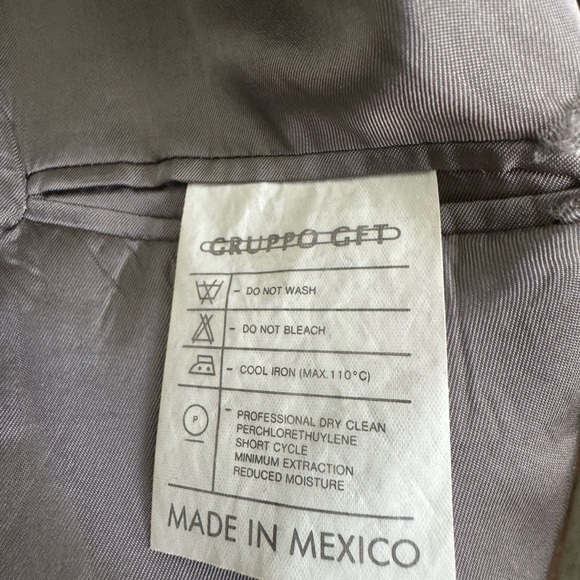 GRUPPO GFT
- DO NOT WASH
- DO NOT BLEACH
- COOL IRON (MAX.110°C)
P
- PROFESSIONAL DRY CLEAN
PERCHLORETHUYLENE
SHORT CYCLE
MINIMUM EXTRACTION
REDUCED MOISTURE
MADE IN MEXICO